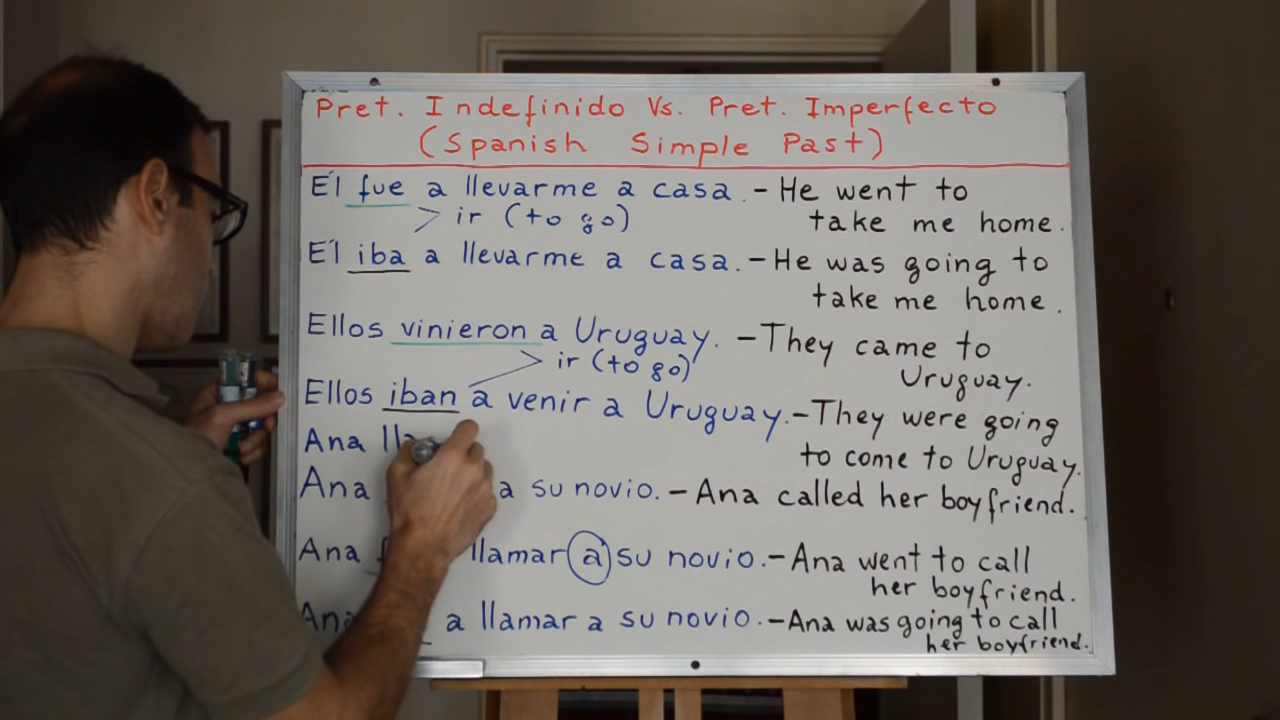 Pret. Indefinido Vs. Pret. Imperfecto
(Spanish Simple Past)
Él fue a llevarme a casa. - He went to
take me home.
> ir (to go)
Él iba a llevarme a casa. - He was going to
take me home.
Ellos vinieron a Uruguay. - They came to
Uruguay.
> ir (to go)
Ellos iban a venir a Uruguay. - They were going
to come to Uruguay.
Ana
Ana a su novio. - Ana called her boyfriend.
Ana llamar a su novio. - Ana went to call
her boyfriend.
Ana a llamar a su novio. - Ana was going to call
her boyfriend.